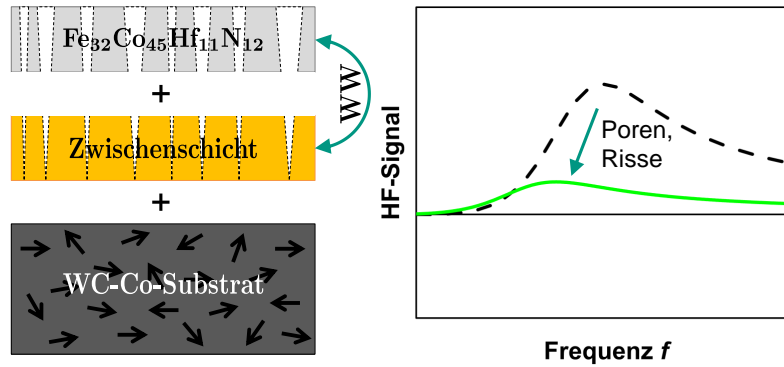 Fe₃₂Co₄₅Hf₁₁N₁₂
+
WW
Zwischenschicht
+
WC-Co-Substrat
HF-Signal
Poren,
Risse
Frequenz f